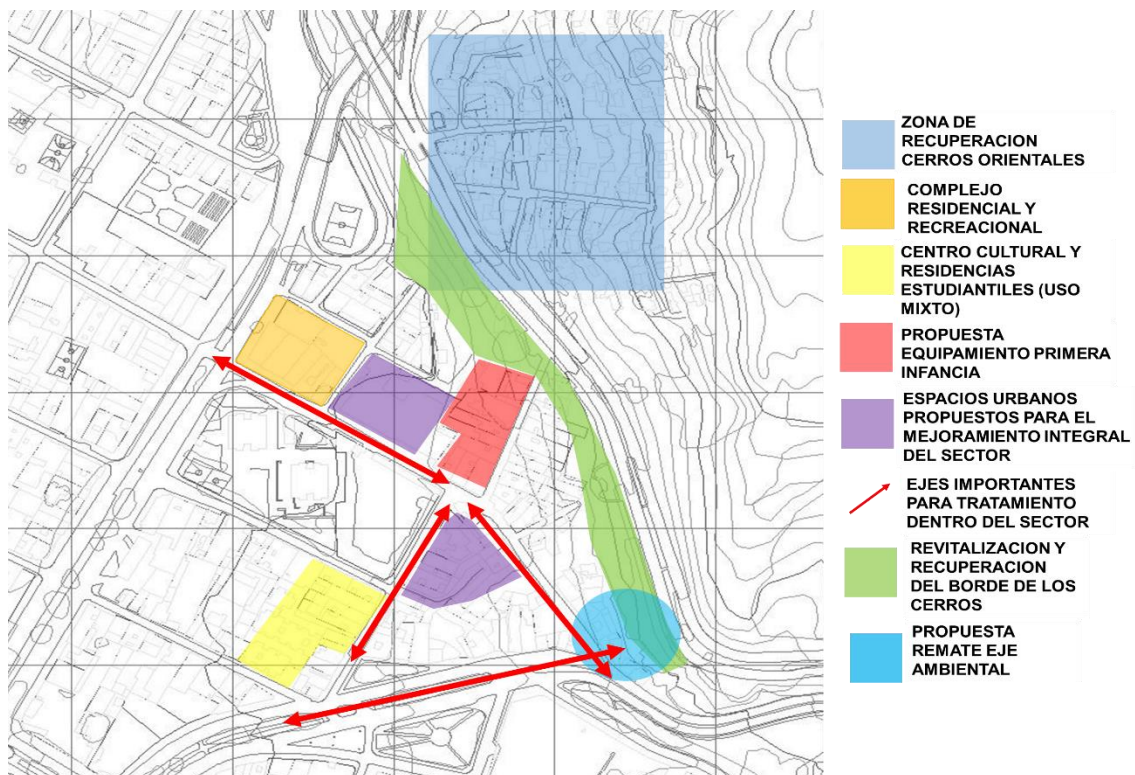 ZONA DE
RECUPERACION
CERROS ORIENTALES
COMPLEJO
RESIDENCIAL Y
RECREACIONAL
CENTRO CULTURAL Y
RESIDENCIAS
ESTUDIANTILES (USO
MIXTO)
PROPUESTA
EQUIPAMIENTO PRIMERA
INFANCIA
ESPACIOS URBANOS
PROPUESTOS PARA EL
MEJORAMIENTO INTEGRAL
DEL SECTOR
EJES IMPORTANTES
PARA TRATAMIENTO
DENTRO DEL SECTOR
REVITALIZACION Y
RECUPERACION
DEL BORDE DE LOS
CERROS
PROPUESTA
REMATE EJE
AMBIENTAL